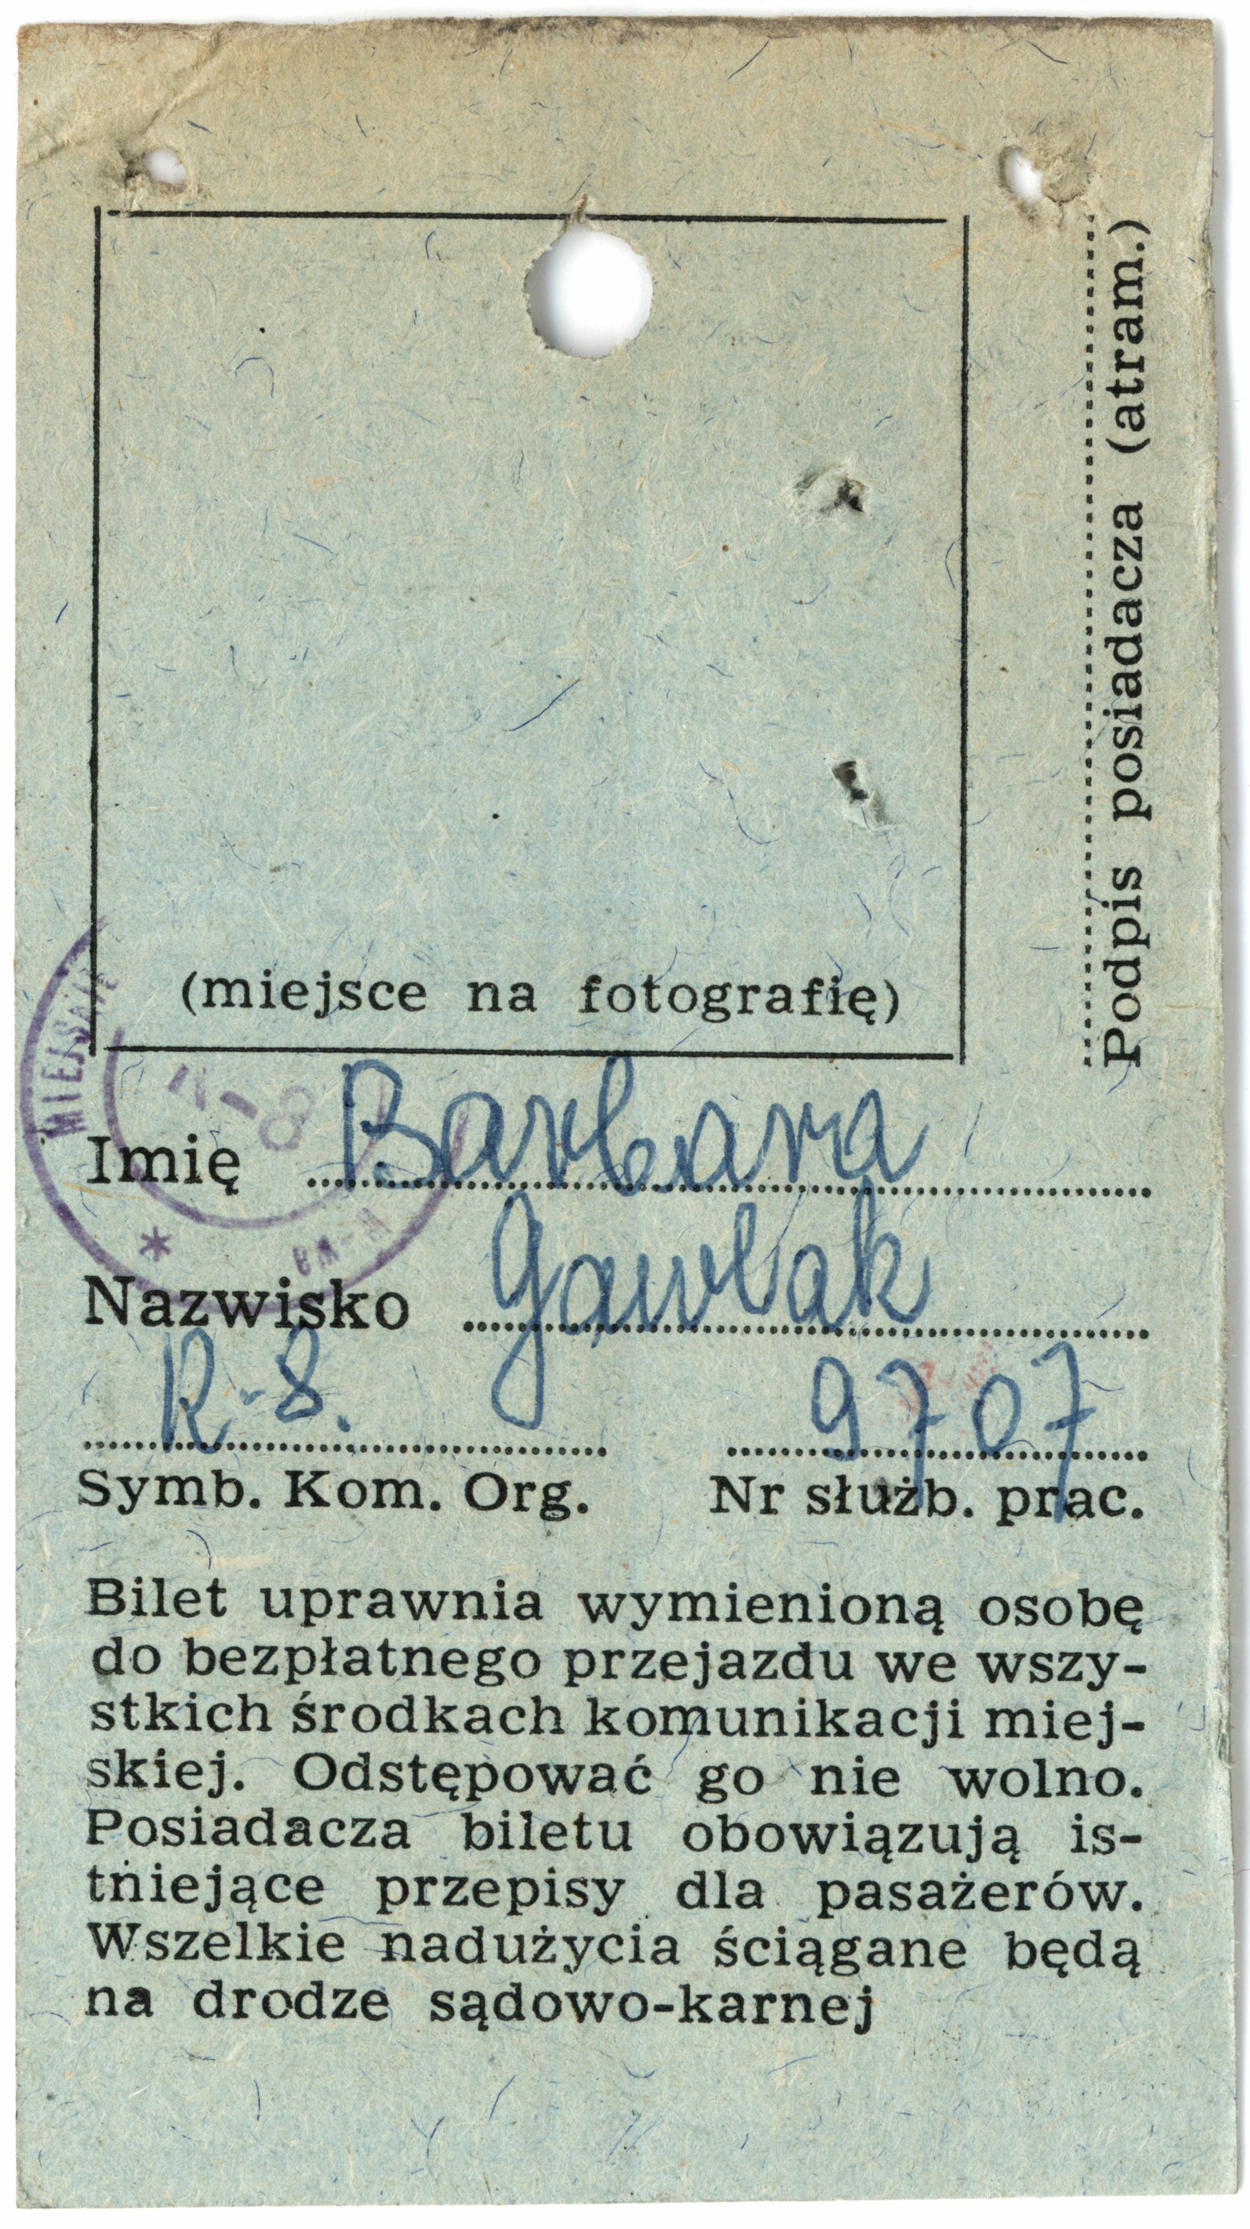 Podpis posiadacza (atram.)
(miejsce na fotografię)
MIEJSKIE
R-8
Imię Barbara
Nazwisko Gawlak
R-8. 9707
Symb. Kom. Org. Nr służb. prac.
Bilet uprawnia wymienioną osobę
do bezpłatnego przejazdu we wszy-
stkich środkach komunikacji miej-
skiej. Odstępować go nie wolno.
Posiadacza biletu obowiązują is-
tniejące przepisy dla pasażerów.
Wszelkie nadużycia ściągane będą
na drodze sądowo-karnej